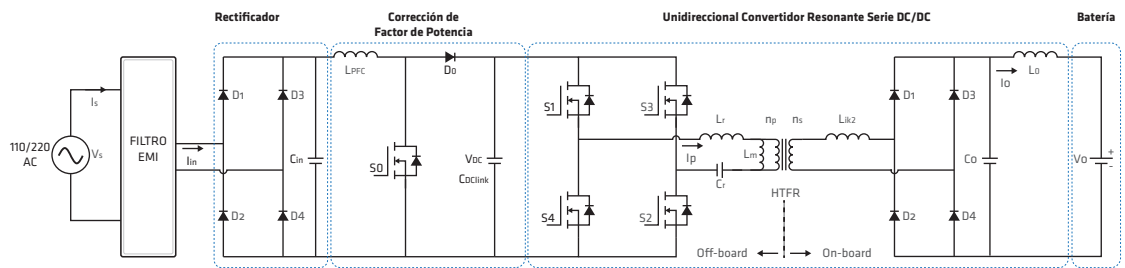 Rectificador
Corrección de
Factor de Potencia
Unidireccional Convertidor Resonante Serie DC/DC
Batería
110/220
AC
Is
Vs
FILTRO
EMI
Iin
D1
D3
D2
D4
Cin
LPFC
D0
S0
VDC
CDClink
S1
S3
S4
S2
Lr
Ip
Lm
Cr
np
ns
Lik2
HTFR
Off-board
On-board
D1
D3
D2
D4
Co
Io
L0
Vo
+
-